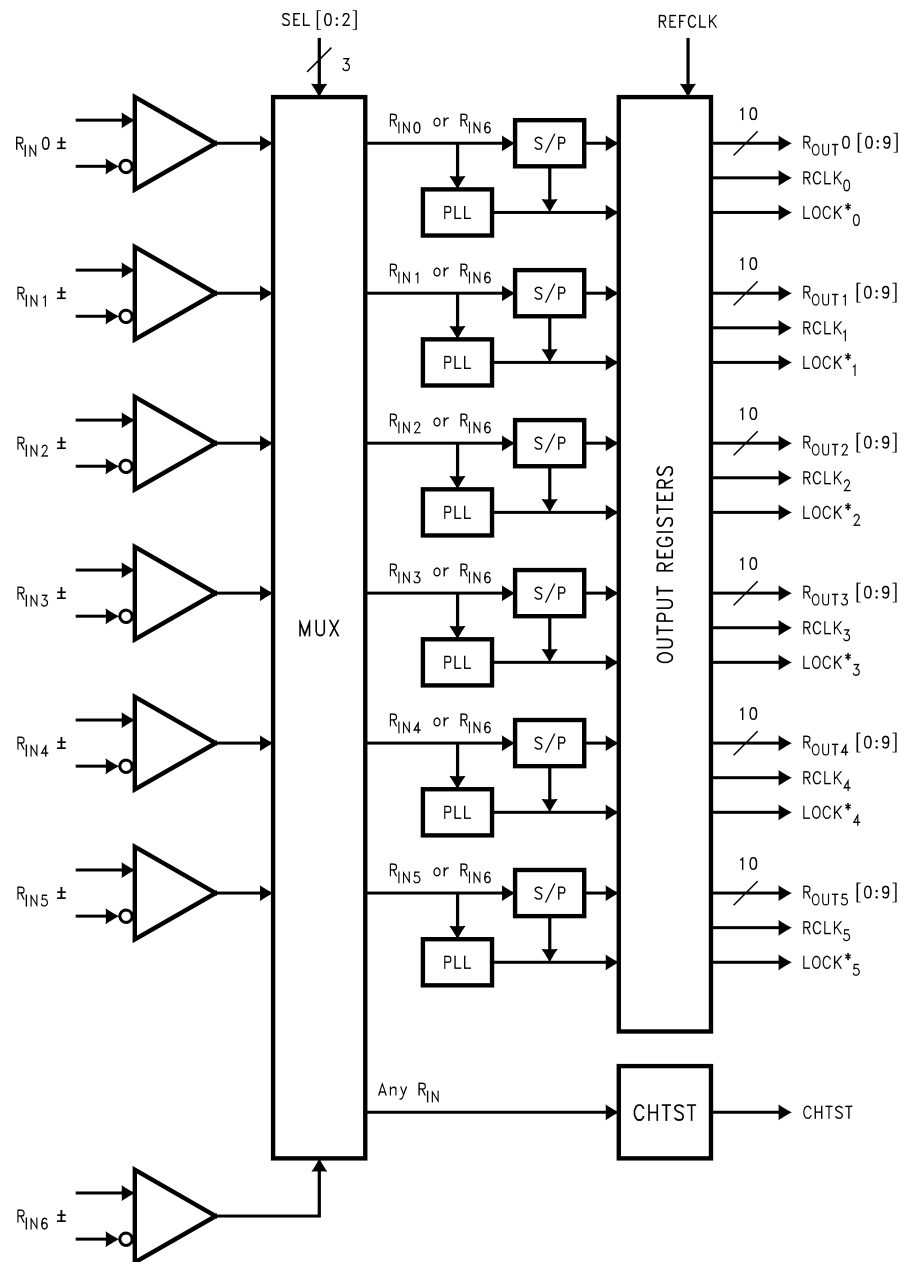 SEL [0:2]
3
REFCLK
R_IN 0 ±
R_IN0 or R_IN6
S/P
PLL
10
R_OUT0 [0:9]
RCLK_0
LOCK*_0
R_IN1 ±
R_IN1 or R_IN6
S/P
PLL
10
R_OUT1 [0:9]
RCLK_1
LOCK*_1
R_IN2 ±
R_IN2 or R_IN6
S/P
PLL
10
R_OUT2 [0:9]
RCLK_2
LOCK*_2
R_IN3 ±
MUX
R_IN3 or R_IN6
S/P
PLL
OUTPUT REGISTERS
10
R_OUT3 [0:9]
RCLK_3
LOCK*_3
R_IN4 ±
R_IN4 or R_IN6
S/P
PLL
10
R_OUT4 [0:9]
RCLK_4
LOCK*_4
R_IN5 ±
R_IN5 or R_IN6
S/P
PLL
10
R_OUT5 [0:9]
RCLK_5
LOCK*_5
Any R_IN
CHTST
CHTST
R_IN6 ±